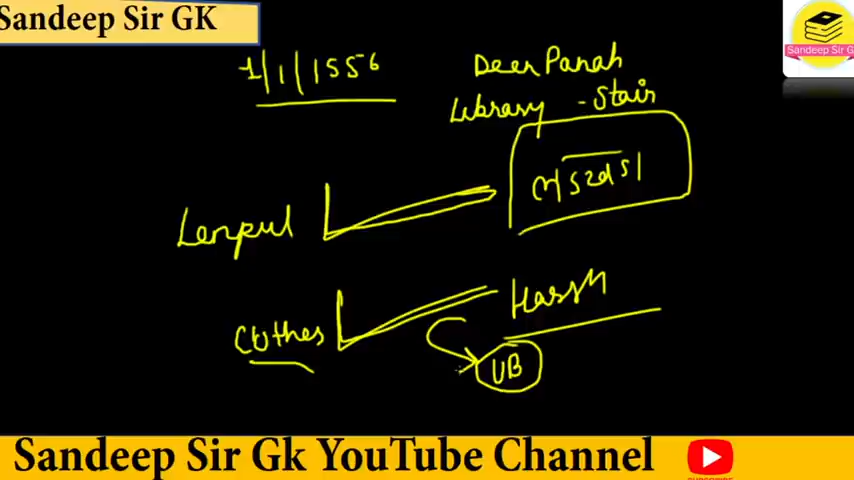 Sandeep Sir GK
Sandeep Sir Gk
1/1/1556
Deen Panah
Library - Stair
Lenpul
Clothes
Harsh
UB
Sandeep Sir Gk YouTube Channel